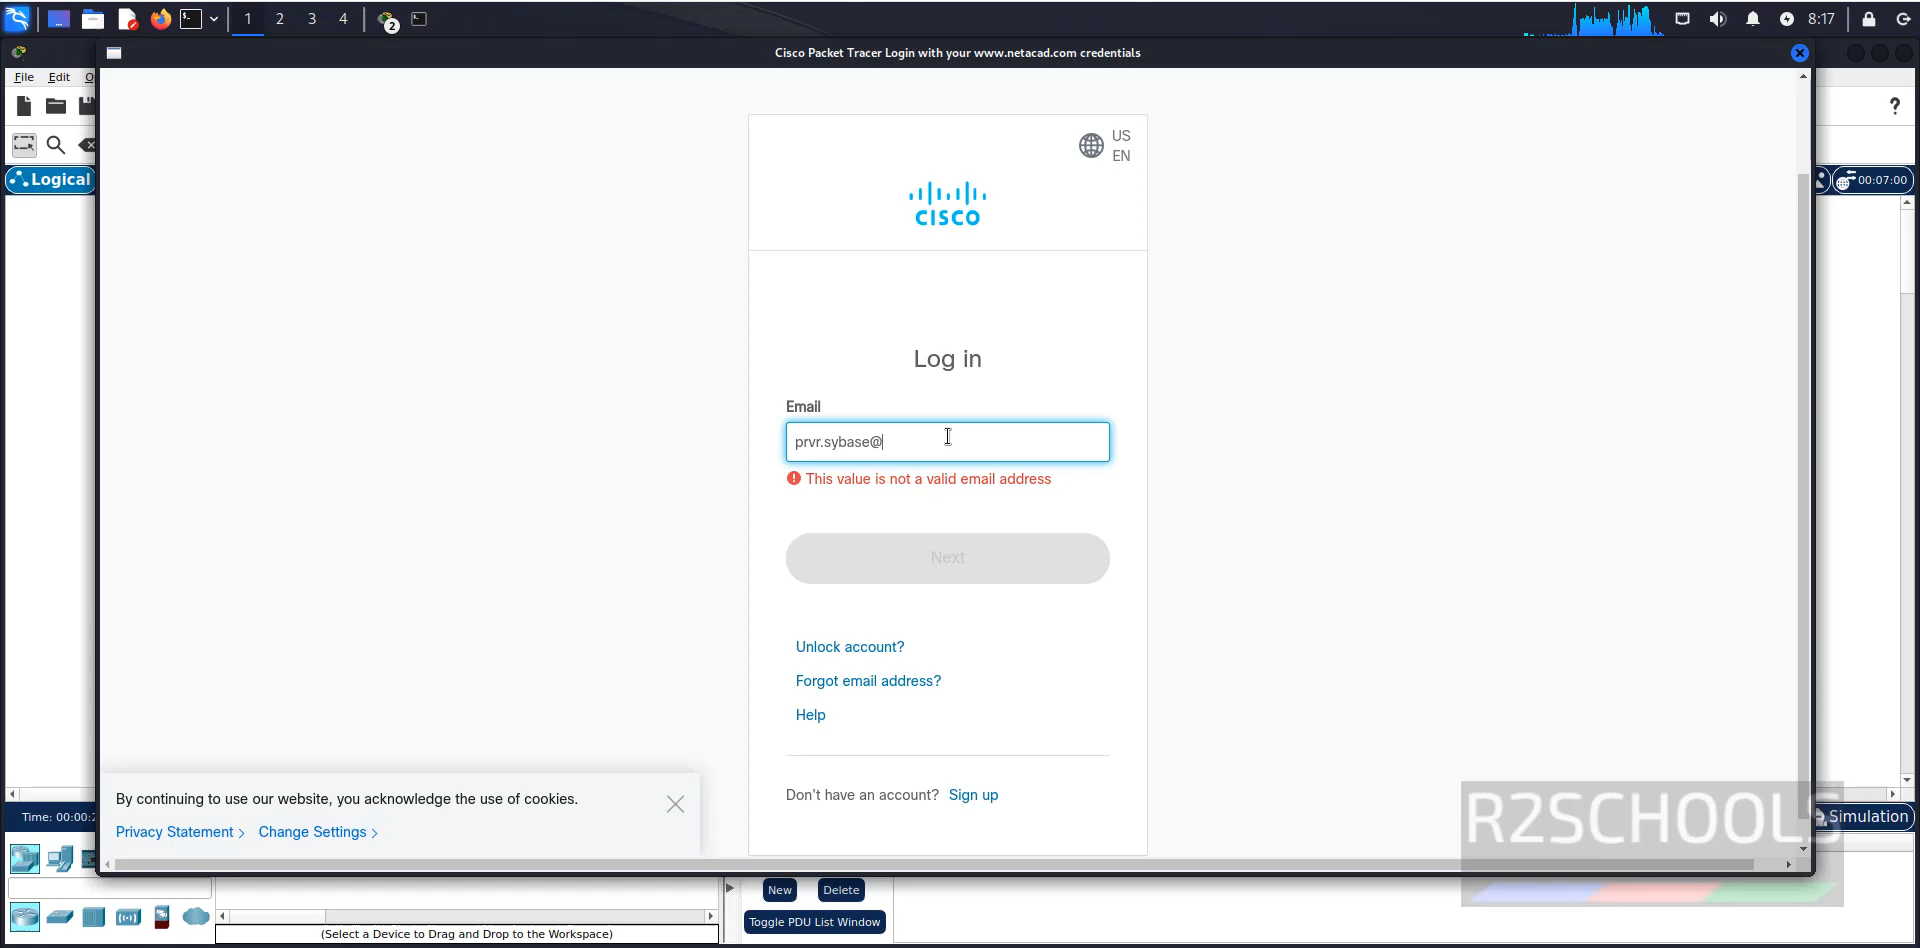 1 2 3 4 2 8:17
Cisco Packet Tracer Login with your www.netacad.com credentials
File Edit O
?
Logical
00:07:00
US
EN
CISCO
Log in
Email
prvr.sybase@
This value is not a valid email address
Next
Unlock account?
Forgot email address?
Help
Don't have an account? Sign up
By continuing to use our website, you acknowledge the use of cookies.
Privacy Statement > Change Settings >
R2SCHOOLS
Time: 00:00:2
Simulation
New Delete
Toggle PDU List Window
(Select a Device to Drag and Drop to the Workspace)